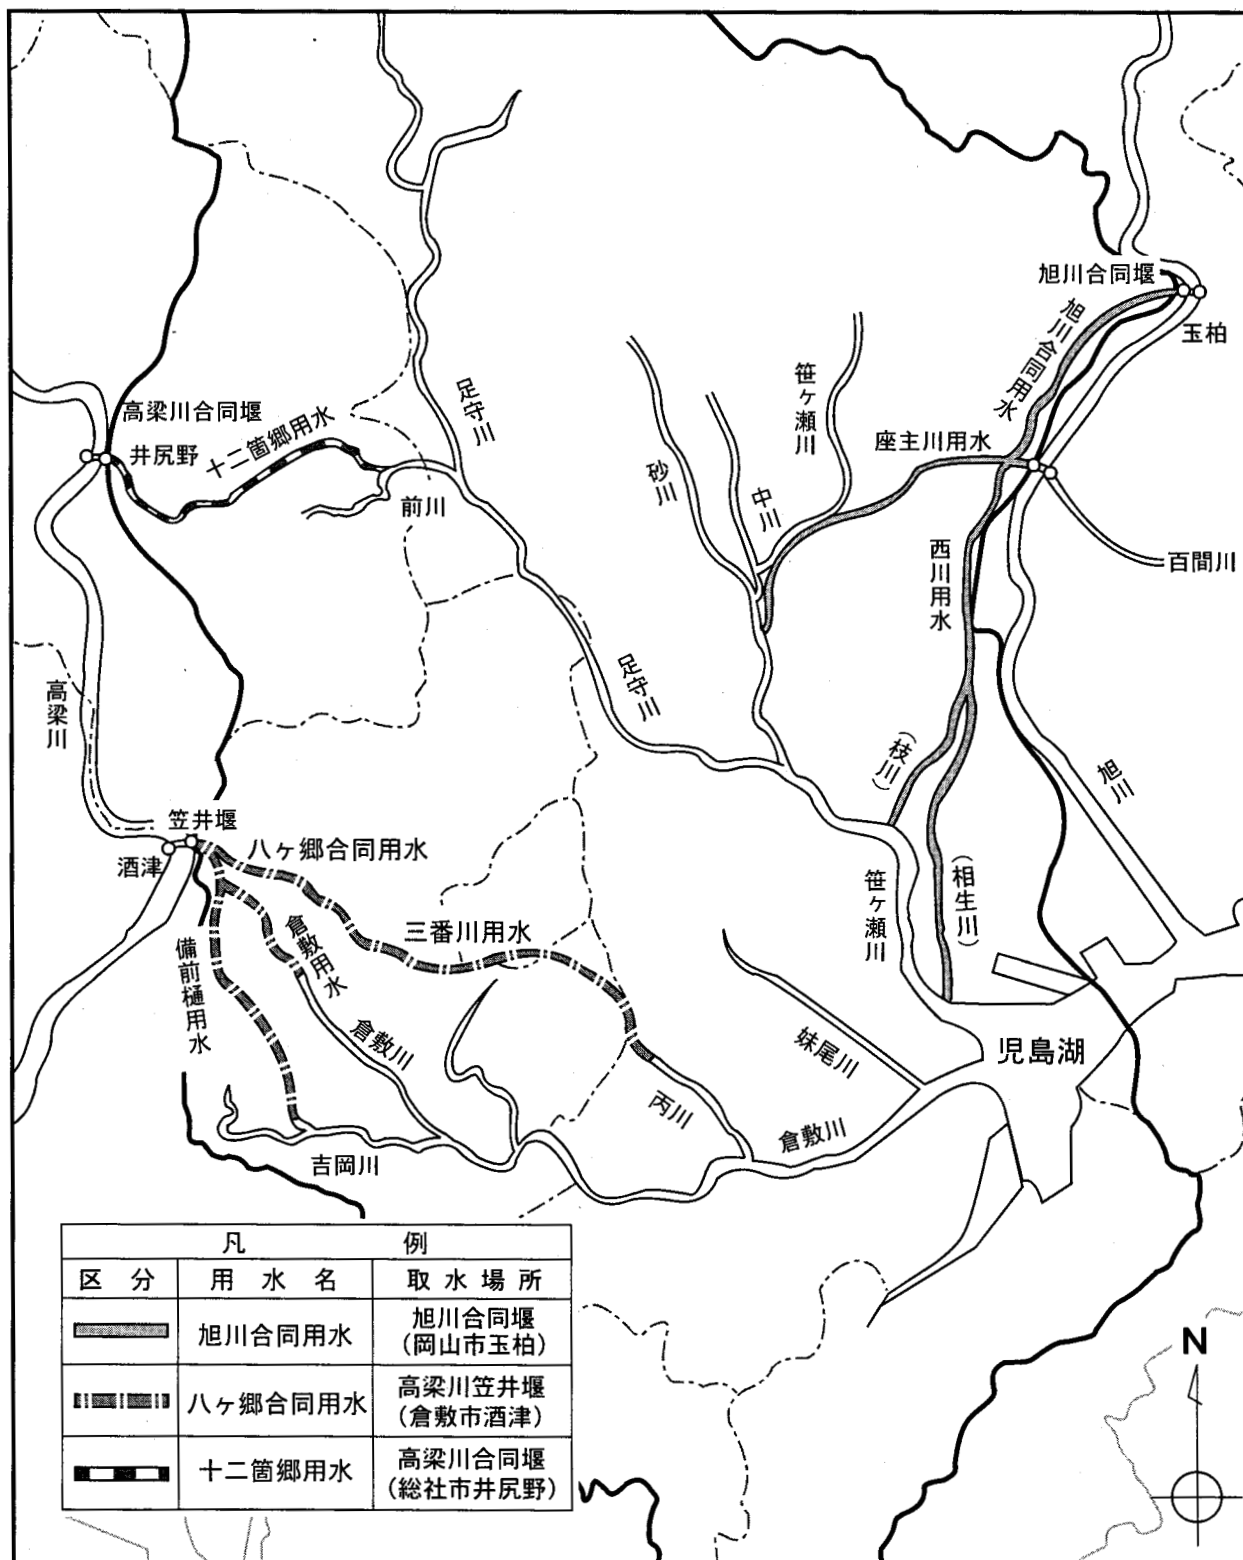 旭川合同堰
旭川合同用水
玉柏
足守川
笹ヶ瀬川
高梁川合同堰
井尻野
十二箇郷用水
座主川用水
砂川
中川
前川
西川用水
百間川
足守川
高梁川
(枝川)
旭川
笠井堰
酒津
八ヶ郷合同用水
(相生川)
笹ヶ瀬川
三番川用水
倉敷用水
備前樋用水
倉敷川
妹尾川
児島湖
丙川
倉敷川
吉岡川
凡例
区分 用水名 取水場所
旭川合同用水 旭川合同堰
(岡山市玉柏)
八ヶ郷合同用水 高梁川笠井堰
(倉敷市酒津)
十二箇郷用水 高梁川合同堰
(総社市井尻野)
N